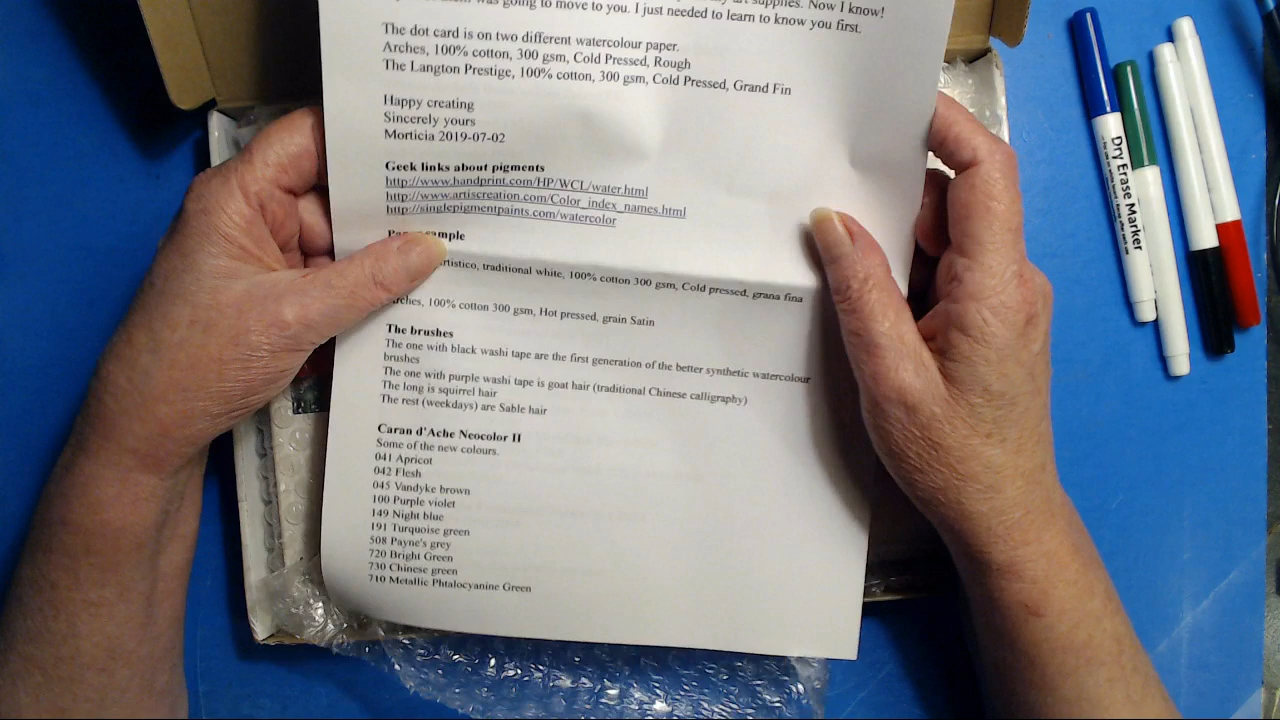 was going to move to you. I just needed to learn to know you first.
art supplies. Now I know!
The dot card is on two different watercolour paper.
Arches, 100% cotton, 300 gsm, Cold Pressed, Rough
The Langton Prestige, 100% cotton, 300 gsm, Cold Pressed, Grand Fin
Happy creating
Sincerely yours
Morticia 2019-07-02
Geek links about pigments
http://www.handprint.com/HP/WCL/water.html
http://www.artiscreation.com/Color_index_names.html
http://singlepigmentpaints.com/watercolor
traditional white, 100% cotton 300 gsm, Cold pressed, grana fina
100% cotton 300 gsm, Hot pressed, grain Satin
The brushes
The one with black washi tape are the first generation of the better synthetic watercolour
brushes
The one with purple washi tape is goat hair (traditional Chinese calligraphy)
The long is squirrel hair
The rest (weekdays) are Sable hair
Caran d'Ache Neocolor II
Some of the new colours.
041 Apricot
042 Flesh
045 Vandyke brown
100 Purple violet
149 Night blue
191 Turquoise green
508 Payne's grey
720 Bright Green
730 Chinese green
710 Metallic Phtalocyanine Green
Dry Erase Marker